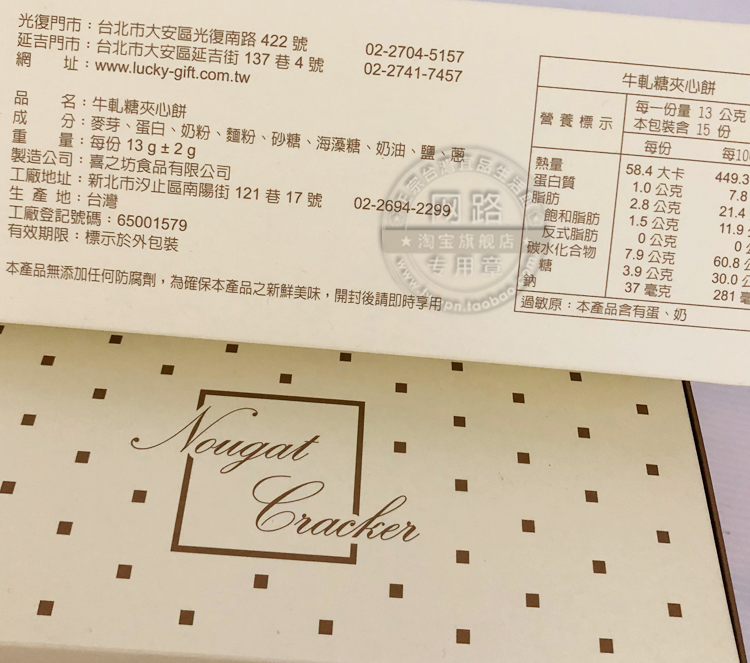 光復門市：台北市大安區光復南路 422 號 02-2704-5157
延吉門市：台北市大安區延吉街 137 巷 4 號 02-2741-7457
網 址：www.lucky-gift.com.tw
品 名：牛軋糖夾心餅
成 分：麥芽、蛋白、奶粉、麵粉、砂糖、海藻糖、奶油、鹽、蔥
重 量：每份 13 g ± 2 g
製造公司：喜之坊食品有限公司
工廠地址：新北市汐止區南陽街 121 巷 17 號 02-2694-2299
生 產 地：台灣
工廠登記號碼：65001579
有效期限：標示於外包裝
本產品無添加任何防腐劑，為確保本產品之新鮮美味，開封後請即時享用
牛軋糖夾心餅
營 養 標 示
每一份量 13 公克
本包裝含 15 份
每份 每10
熱量 58.4 大卡 449.3
蛋白質 1.0 公克 7.8
脂肪 2.8 公克 21.4
飽和脂肪 1.5 公克 11.9
反式脂肪 0 公克 0
碳水化合物 7.9 公克 60.8
糖 3.9 公克 30.0
鈉 37 毫克 281 毫
過敏原：本產品含有蛋、奶
网路
★ 淘宝旗舰店 ★
专用章
Nougat
Cracker